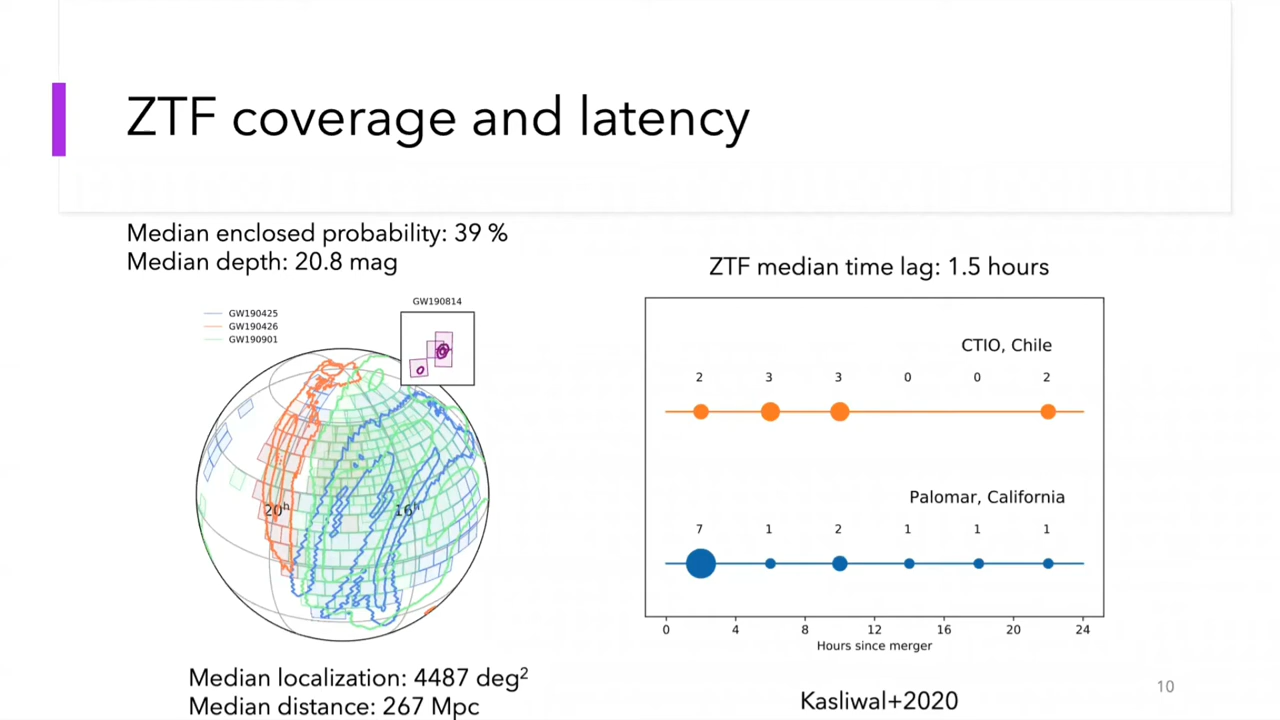 ZTF coverage and latency
Median enclosed probability: 39 %
Median depth: 20.8 mag
GW190425
GW190426
GW190901
GW190814
20h
16h
Median localization: 4487 deg2
Median distance: 267 Mpc
ZTF median time lag: 1.5 hours
CTIO, Chile
2 3 3 0 0 2
Palomar, California
7 1 2 1 1 1
0 4 8 12 16 20 24
Hours since merger
Kasliwal+2020
10